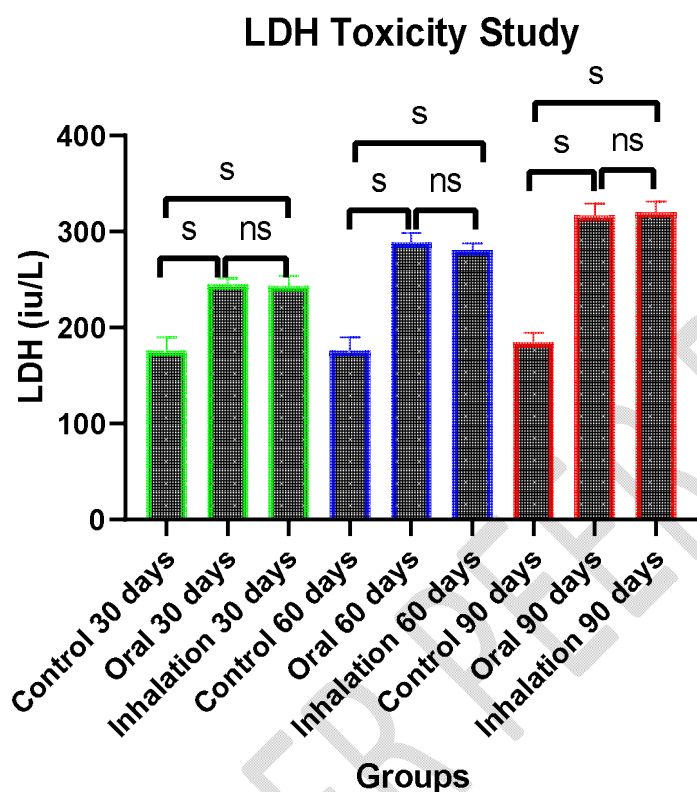 LDH Toxicity Study
s
s
s
s
ns
400
s
ns
s
ns
300
200
100
0
LDH (iu/L)
Control 30 days
Oral 30 days
Inhalation 30 days
Control 60 days
Oral 60 days
Inhalation 60 days
Control 90 days
Oral 90 days
Inhalation 90 days
Groups